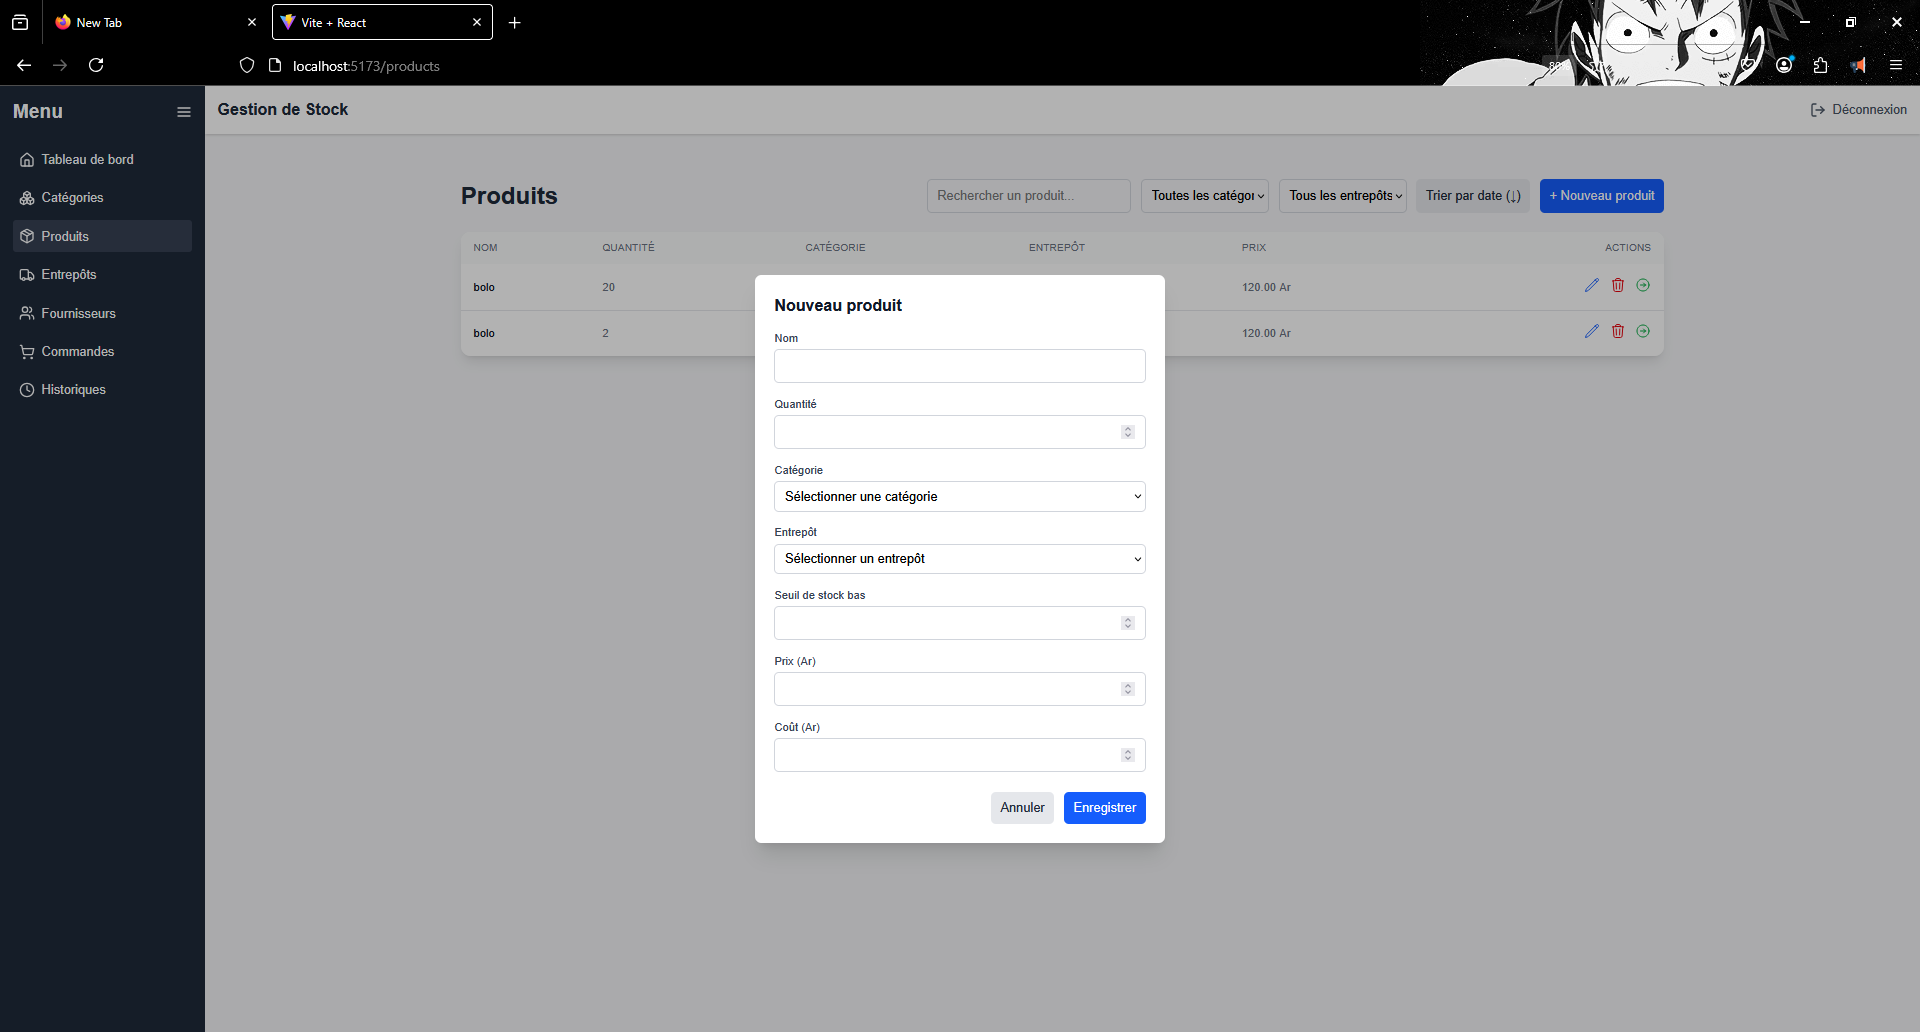 New Tab
Vite + React
localhost:5173/products
Menu
Gestion de Stock
Déconnexion
Tableau de bord
Catégories
Produits
Entrepôts
Fournisseurs
Commandes
Historiques
Produits
Rechercher un produit...
Toutes les catégor
Tous les entrepôts
Trier par date (↓)
+ Nouveau produit
NOM QUANTITÉ CATÉGORIE ENTREPÔT PRIX ACTIONS
bolo 20 120.00 Ar
bolo 2 120.00 Ar
Nouveau produit
Nom
Quantité
Catégorie
Sélectionner une catégorie
Entrepôt
Sélectionner un entrepôt
Seuil de stock bas
Prix (Ar)
Coût (Ar)
Annuler
Enregistrer